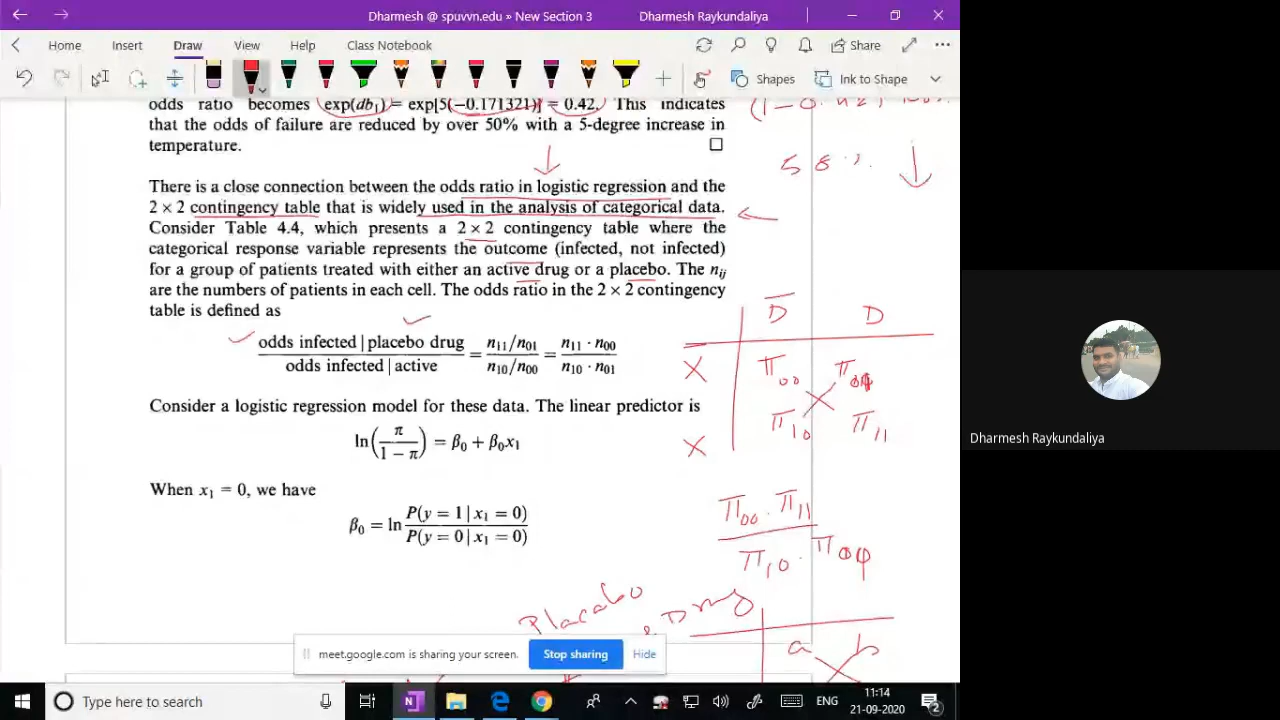 Dharmesh @ spuvvn.edu » New Section 3
Dharmesh Raykundaliya
Home Insert Draw View Help Class Notebook Share
Shapes Ink to Shape
odds ratio becomes exp(db₁) = exp[5(−0.171321)] = 0.42. This indicates
that the odds of failure are reduced by over 50% with a 5-degree increase in
temperature.
58%
There is a close connection between the odds ratio in logistic regression and the
2 × 2 contingency table that is widely used in the analysis of categorical data.
Consider Table 4.4, which presents a 2 × 2 contingency table where the
categorical response variable represents the outcome (infected, not infected)
for a group of patients treated with either an active drug or a placebo. The nᵢⱼ
are the numbers of patients in each cell. The odds ratio in the 2 × 2 contingency
table is defined as
odds infected | placebo drug / odds infected | active = n₁₁/n₀₁ / n₁₀/n₀₀ = n₁₁ · n₀₀ / n₁₀ · n₀₁
Consider a logistic regression model for these data. The linear predictor is
ln(π / 1 − π) = β₀ + β₀x₁
When x₁ = 0, we have
β₀ = ln P(y = 1 | x₁ = 0) / P(y = 0 | x₁ = 0)
D̅ D
X̅ π₀₀
X π₁₀ π₁₁
π₀₀ · π₁₁
π₁₀ ·
Placebo
Drug
a b
meet.google.com is sharing your screen. Stop sharing Hide
Dharmesh Raykundaliya
Type here to search
ENG
11:14
21-09-2020
2